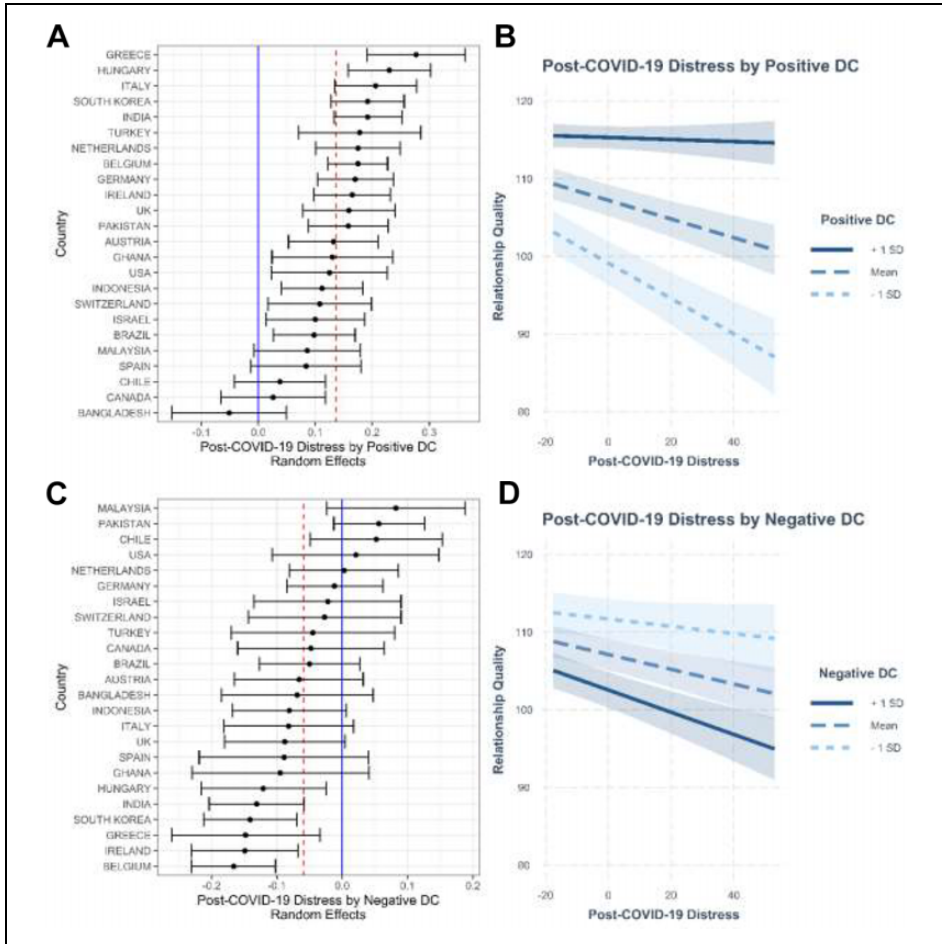 A
GREECE
HUNGARY
ITALY
SOUTH KOREA
INDIA
TURKEY
NETHERLANDS
BELGIUM
GERMANY
IRELAND
UK
PAKISTAN
AUSTRIA
GHANA
USA
INDONESIA
SWITZERLAND
ISRAEL
BRAZIL
MALAYSIA
SPAIN
CHILE
CANADA
BANGLADESH
Country
-0.1 0.0 0.1 0.2 0.3
Post-COVID-19 Distress by Positive DC
Random Effects
B
Post-COVID-19 Distress by Positive DC
120
110
100
90
80
Relationship Quality
-20 0 20 40
Post-COVID-19 Distress
Positive DC
+ 1 SD
Mean
- 1 SD
C
MALAYSIA
PAKISTAN
CHILE
USA
NETHERLANDS
GERMANY
ISRAEL
SWITZERLAND
TURKEY
CANADA
BRAZIL
AUSTRIA
BANGLADESH
INDONESIA
ITALY
UK
SPAIN
GHANA
HUNGARY
INDIA
SOUTH KOREA
GREECE
IRELAND
BELGIUM
Country
-0.2 -0.1 0.0 0.1 0.2
Post-COVID-19 Distress by Negative DC
Random Effects
D
Post-COVID-19 Distress by Negative DC
120
110
100
90
80
Relationship Quality
-20 0 20 40
Post-COVID-19 Distress
Negative DC
+ 1 SD
Mean
- 1 SD